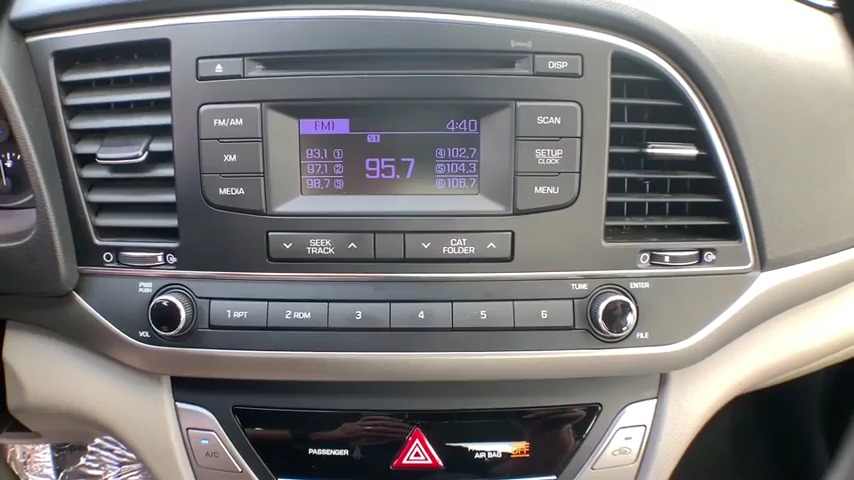 DISP
FM/AM
XM
MEDIA
FM1
4:40
ST
93.1 1
97.1 2
98.7 3
95.7
4 102.7
5 104.3
6 106.7
SCAN
SETUP
CLOCK
MENU
SEEK
TRACK
CAT
FOLDER
PWR
PUSH
VOL
1 RPT
2 RDM
3
4
5
6
TUNE
ENTER
FILE
A/C
PASSENGER
AIR BAG
OFF